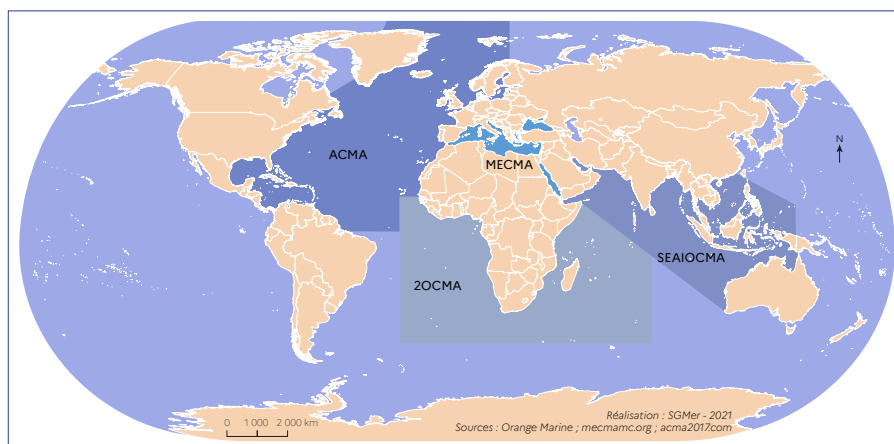 N
ACMA
MECMA
2OCMA
SEAIOCMA
0 1 000 2 000 km
Réalisation : SGMer - 2021
Sources : Orange Marine ; mecmamc.org ; acma2017.com